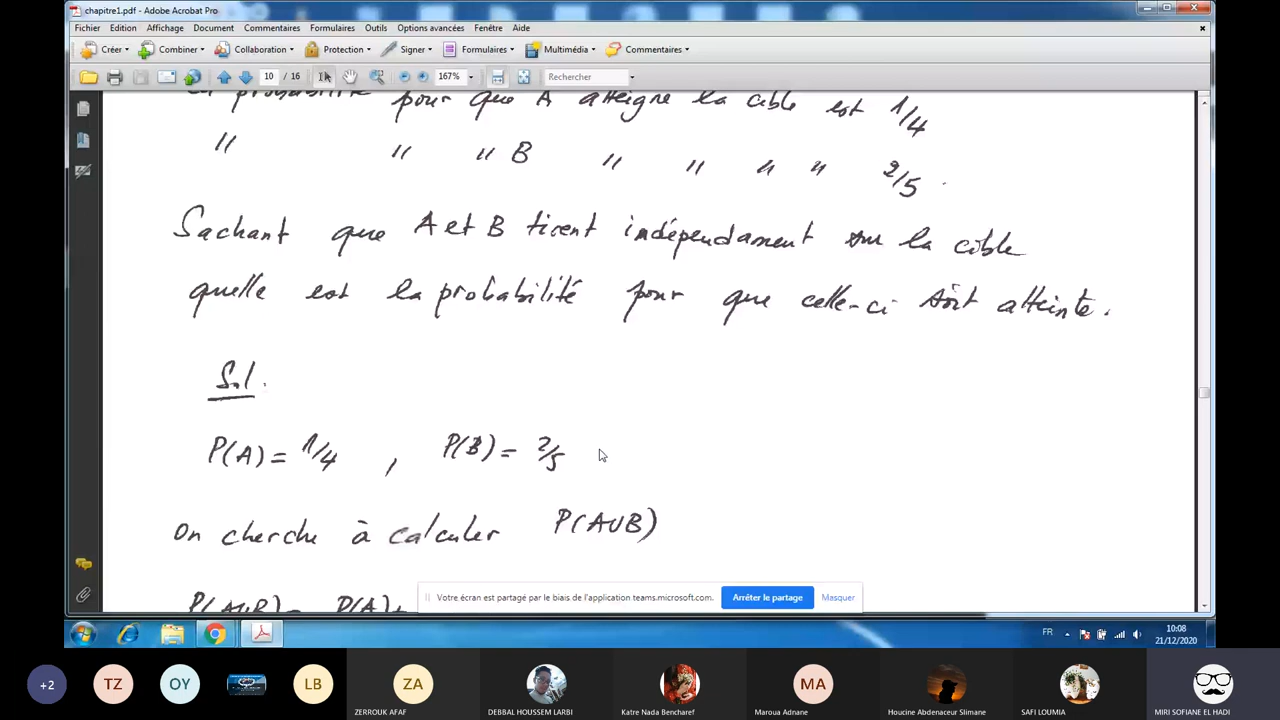 chapitre1.pdf - Adobe Acrobat Pro
Fichier Edition Affichage Document Commentaires Formulaires Outils Options avancées Fenêtre Aide
Créer Combiner Collaboration Protection Signer Formulaires Multimédia Commentaires
10 / 16 167% Rechercher
La probabilité pour que A atteigne la cible est 1/4
" " " B " " " " 2/5.
Sachant que A et B tirent indépendament sur la cible
quelle est la probabilité pour que celle-ci soit atteinte.
Sol.
P(A) = 1/4 , P(B) = 2/5
On cherche à calculer P(AUB)
P(AUB) = P(A)+
Votre écran est partagé par le biais de l'application teams.microsoft.com. Arrêter le partage Masquer
FR 10:08
21/12/2020
+2 TZ OY LB ZA MA
ZERROUK AFAF DEBBAL HOUSSEM LARBI Katre Nada Bencharef Maroua Adnane Houcine Abdenaceur Slimane SAFI LOUMIA MIRI SOFIANE EL HADI